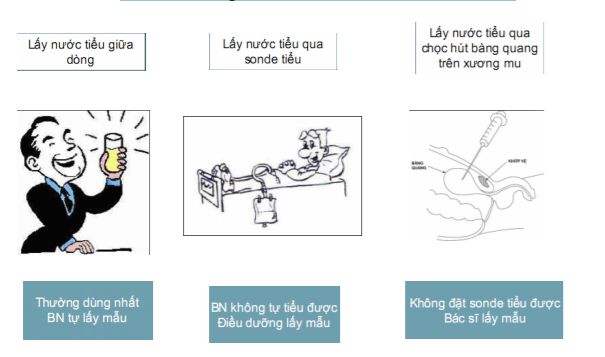 Lấy nước tiểu giữa
dòng
Lấy nước tiểu qua
sonde tiểu
Lấy nước tiểu qua
chọc hút bàng quang
trên xương mu
BÀNG
QUANG
KHỚP VỆ
Thường dùng nhất
BN tự lấy mẫu
BN không tự tiểu được
Điều dưỡng lấy mẫu
Không đặt sonde tiểu được
Bác sĩ lấy mẫu